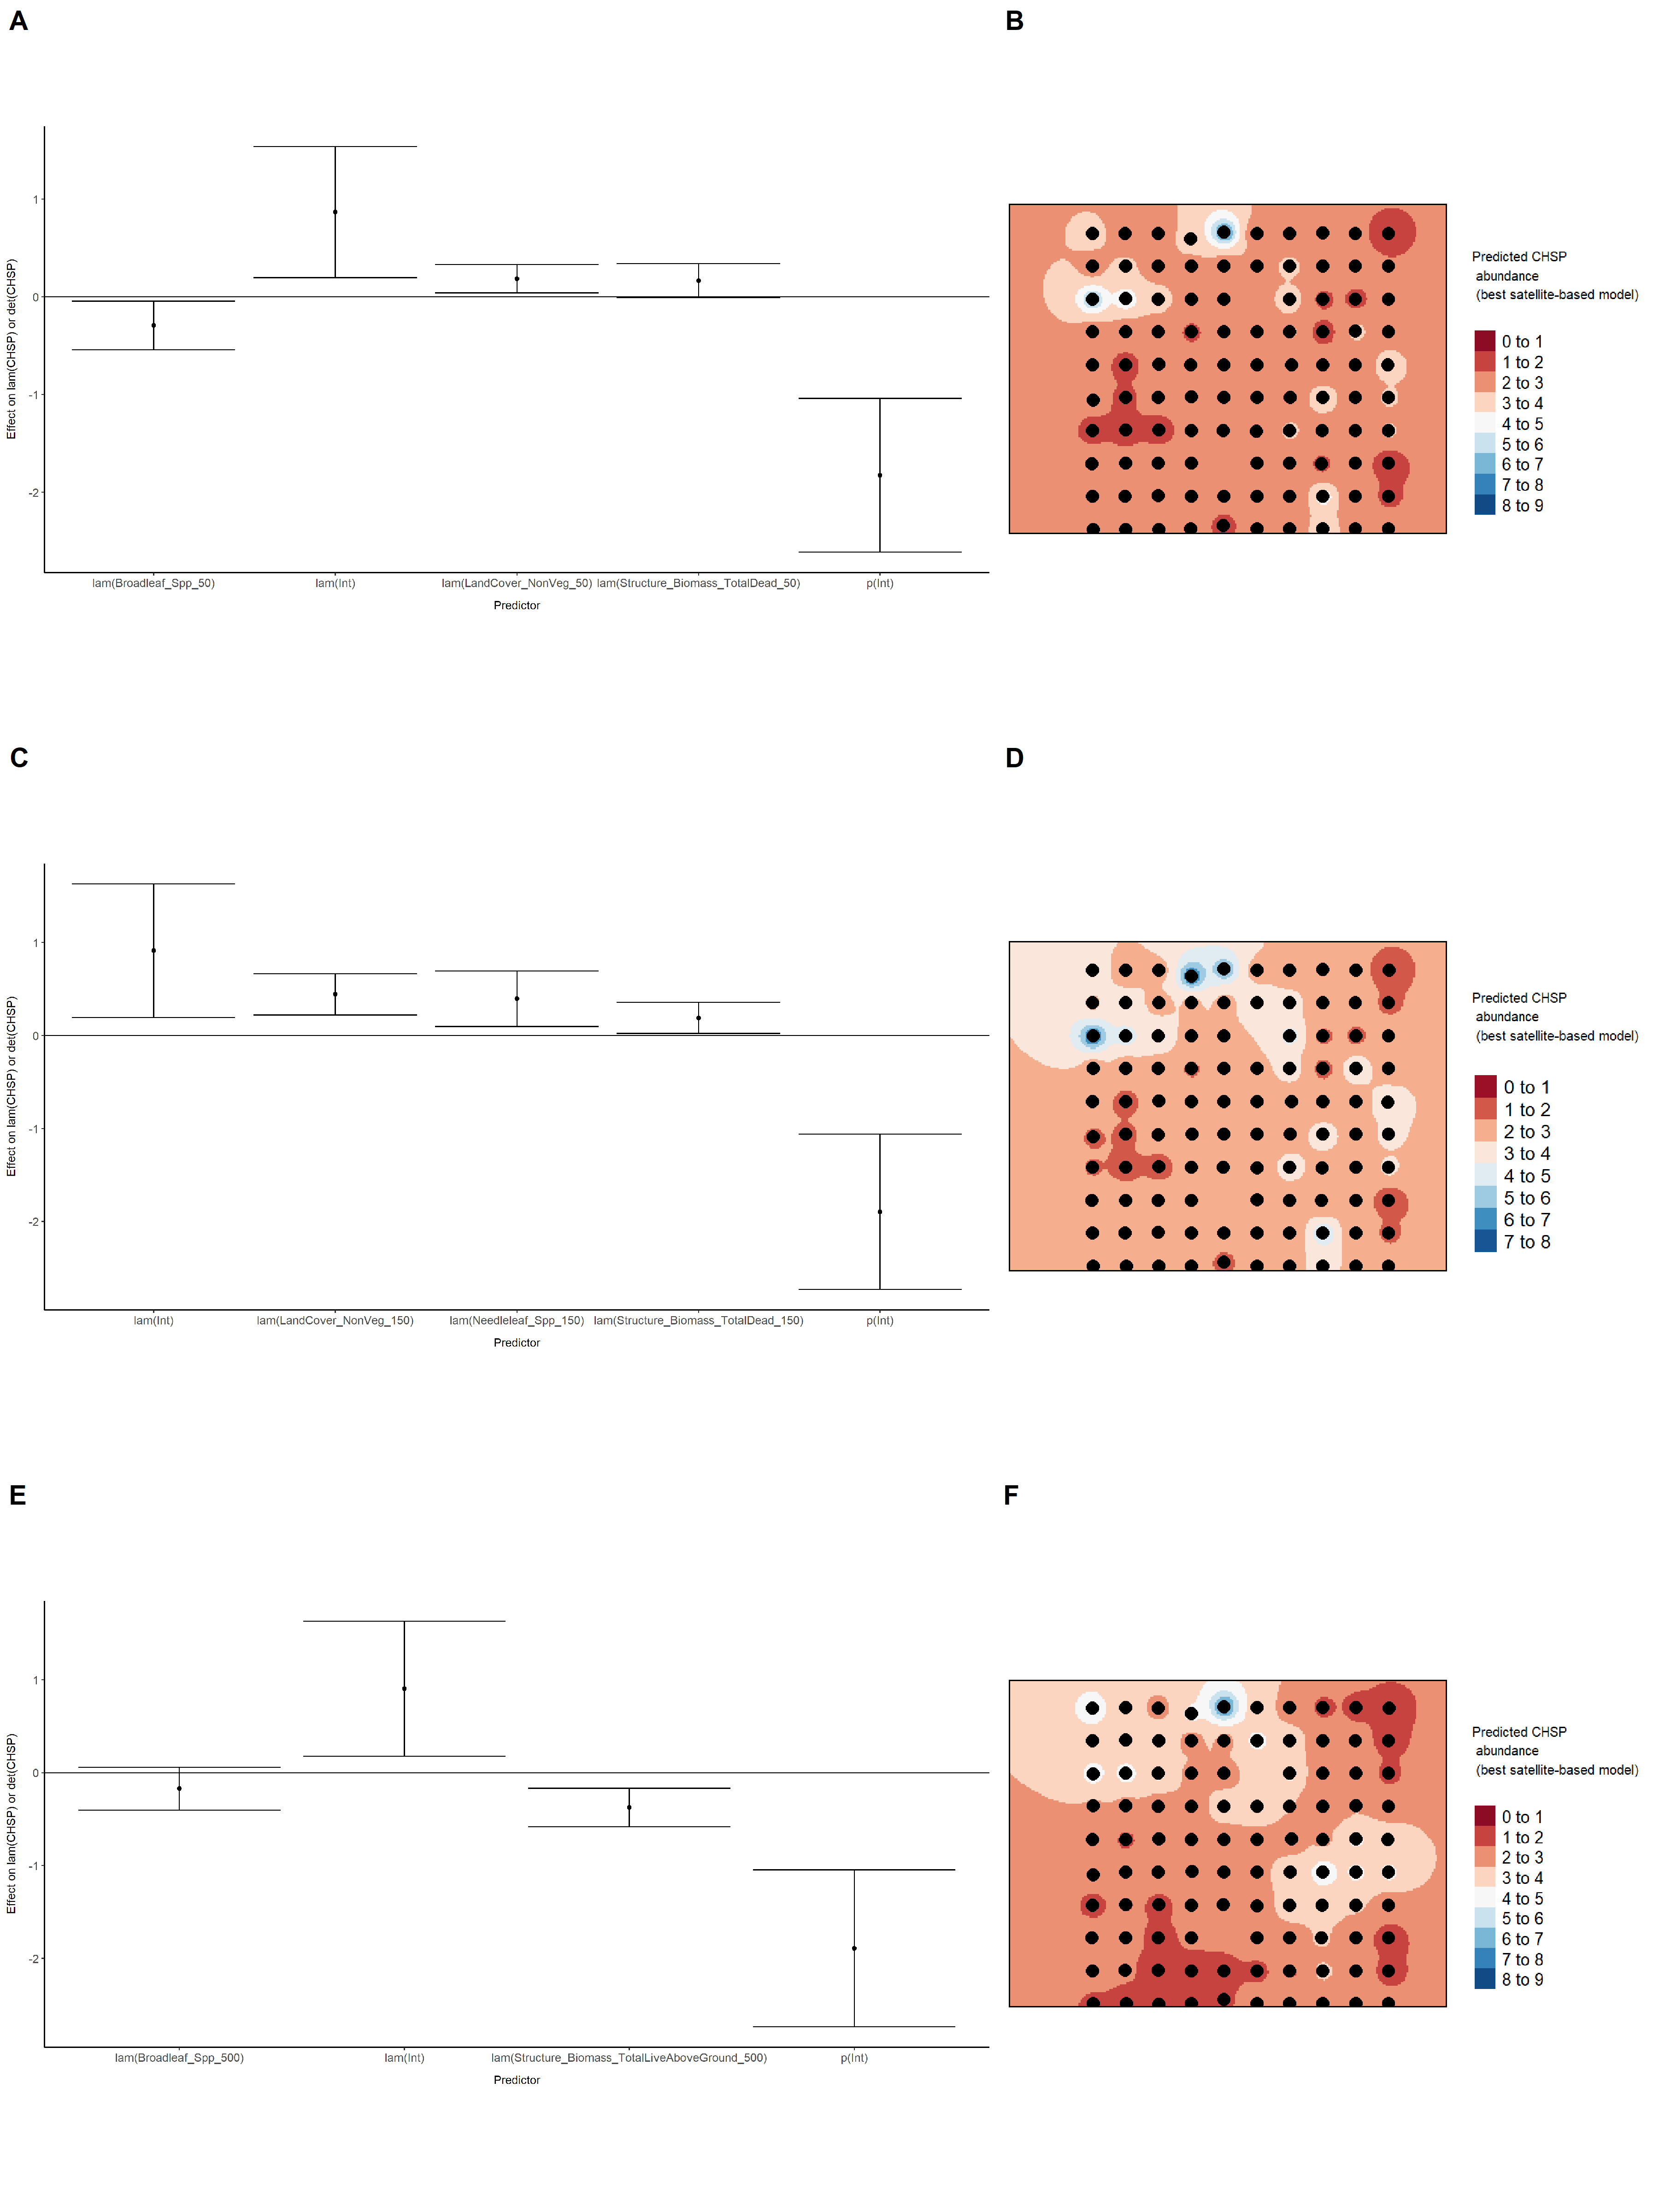 A
B
Effect on lam(CHSP) or det(CHSP)
1
0
-1
-2
lam(Broadleaf_Spp_50)
lam(Int)
lam(LandCover_NonVeg_50)
lam(Structure_Biomass_TotalDead_50)
p(Int)
Predictor
Predicted CHSP
abundance
(best satellite-based model)
0 to 1
1 to 2
2 to 3
3 to 4
4 to 5
5 to 6
6 to 7
7 to 8
8 to 9
C
D
Effect on lam(CHSP) or det(CHSP)
1
0
-1
-2
lam(Int)
lam(LandCover_NonVeg_150)
lam(Needleleaf_Spp_150)
lam(Structure_Biomass_TotalDead_150)
p(Int)
Predictor
Predicted CHSP
abundance
(best satellite-based model)
0 to 1
1 to 2
2 to 3
3 to 4
4 to 5
5 to 6
6 to 7
7 to 8
E
F
Effect on lam(CHSP) or det(CHSP)
1
0
-1
-2
lam(Broadleaf_Spp_500)
lam(Int)
lam(Structure_Biomass_TotalLiveAboveGround_500)
p(Int)
Predictor
Predicted CHSP
abundance
(best satellite-based model)
0 to 1
1 to 2
2 to 3
3 to 4
4 to 5
5 to 6
6 to 7
7 to 8
8 to 9